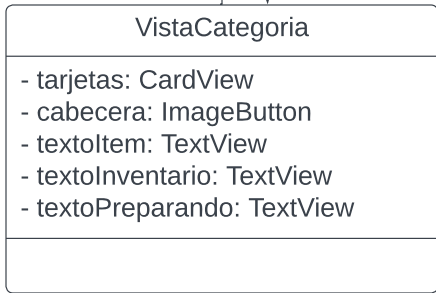 VistaCategoria
- tarjetas: CardView
- cabecera: ImageButton
- textoItem: TextView
- textoInventario: TextView
- textoPreparando: TextView